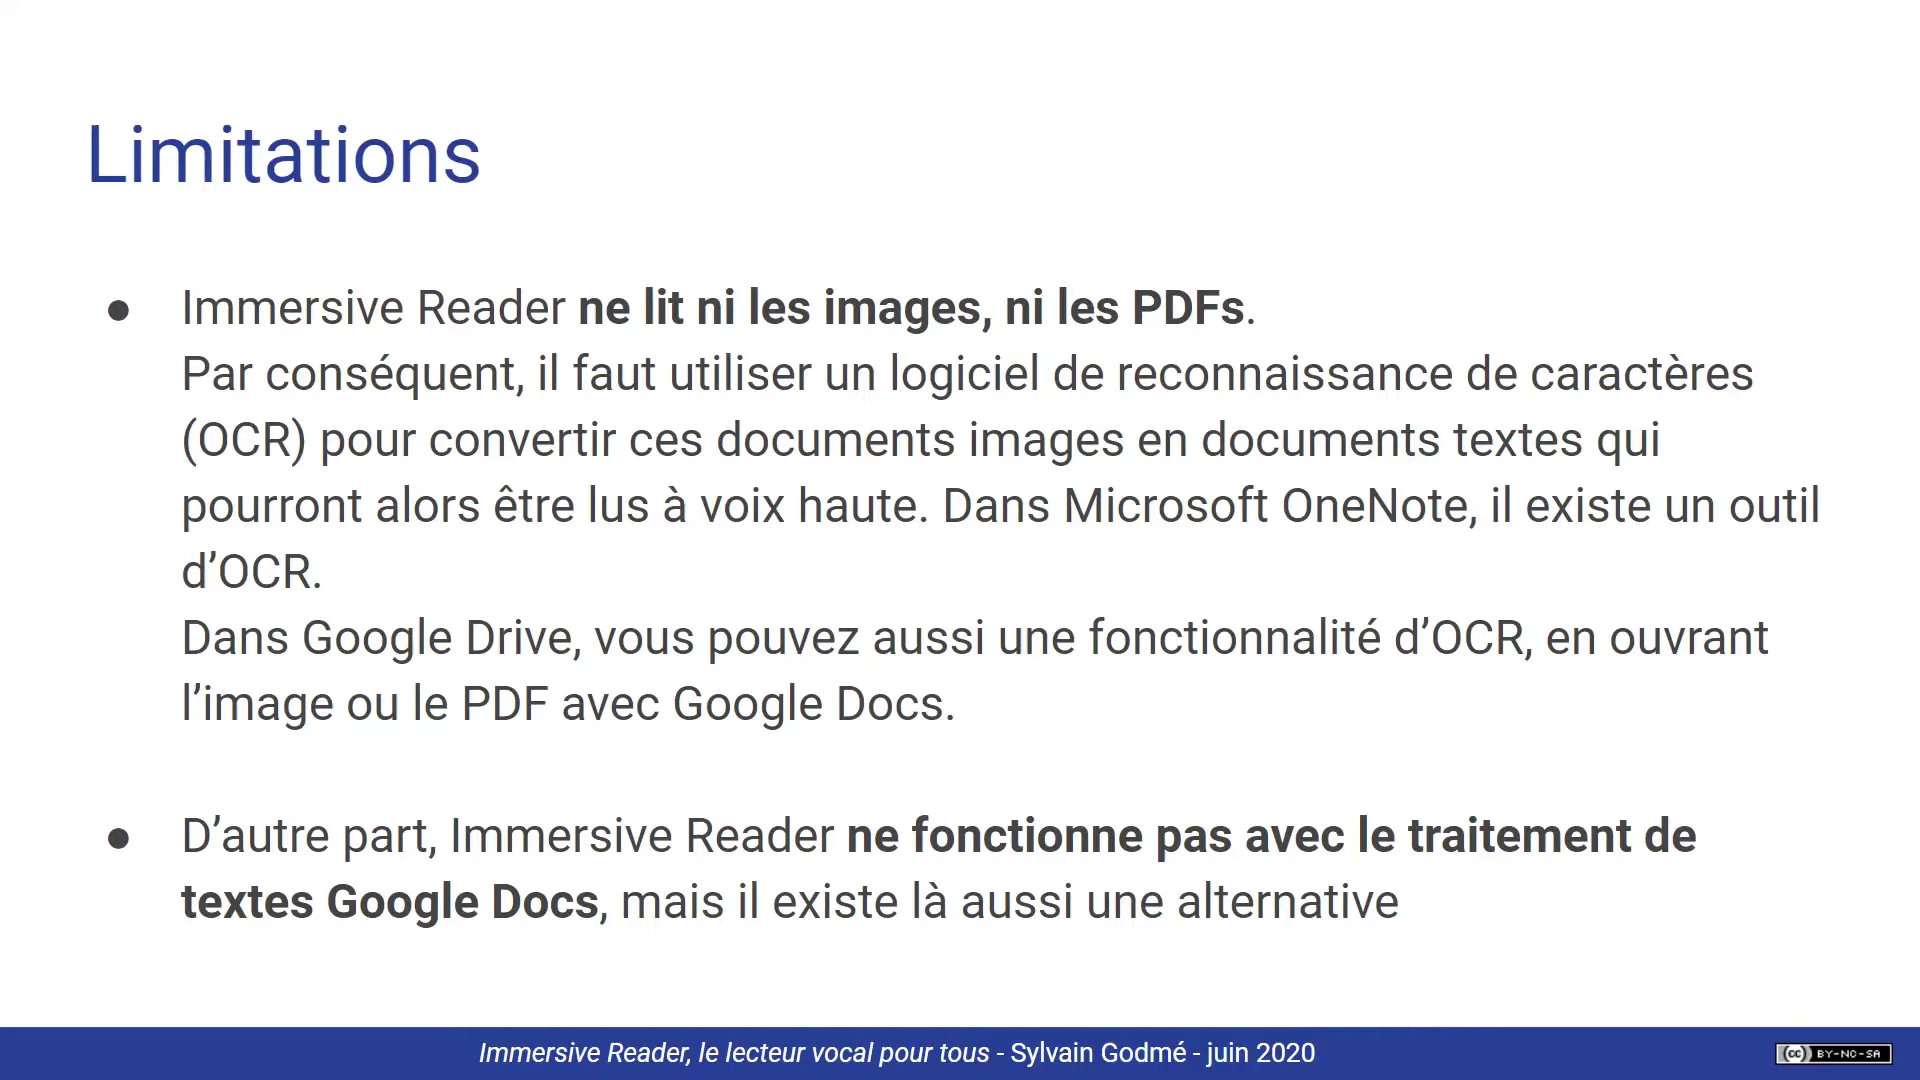 Limitations
● Immersive Reader ne lit ni les images, ni les PDFs.
Par conséquent, il faut utiliser un logiciel de reconnaissance de caractères
(OCR) pour convertir ces documents images en documents textes qui
pourront alors être lus à voix haute. Dans Microsoft OneNote, il existe un outil
d’OCR.
Dans Google Drive, vous pouvez aussi une fonctionnalité d’OCR, en ouvrant
l’image ou le PDF avec Google Docs.
● D’autre part, Immersive Reader ne fonctionne pas avec le traitement de
textes Google Docs, mais il existe là aussi une alternative
Immersive Reader, le lecteur vocal pour tous - Sylvain Godmé - juin 2020
cc BY-NC-SA